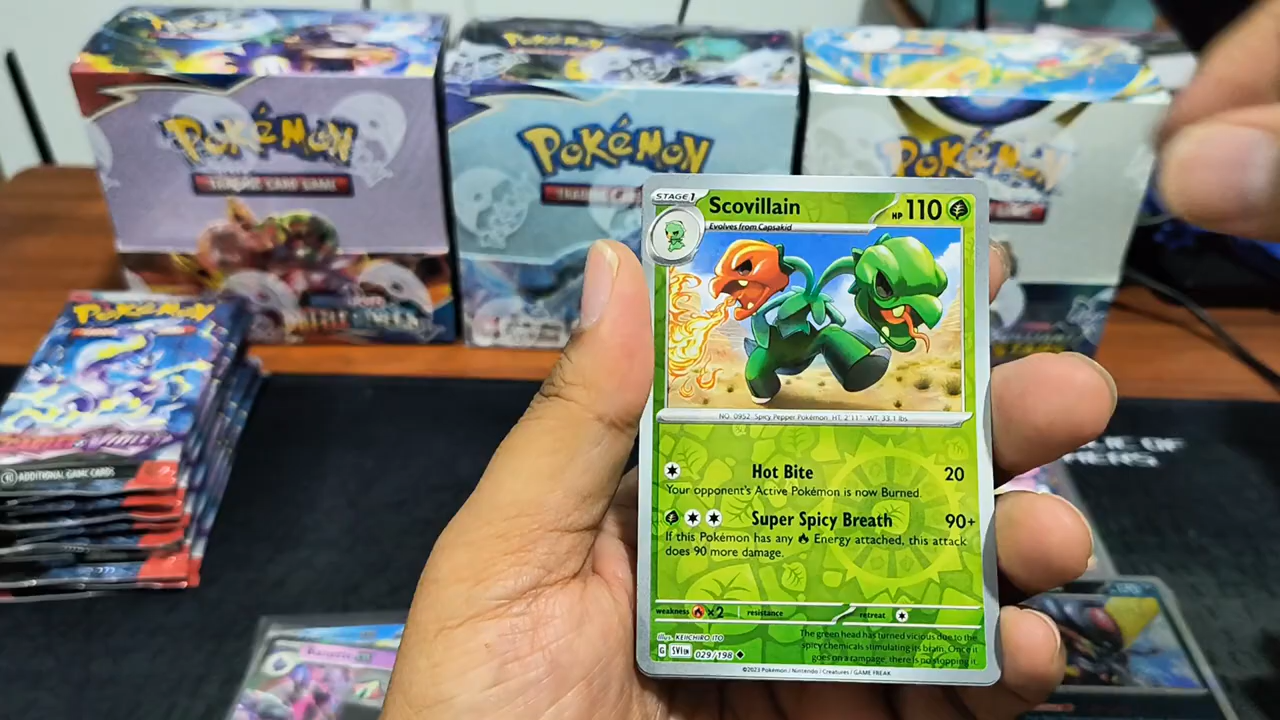 POKÉMON
TRADING CARD GAME
POKÉMON
POKÉMON
POKÉMON
POKÉMON
10 ADDITIONAL GAME CARDS
STAGE 1
Scovillain
HP 110
Evolves from Capsakid
NO. 0952 Spicy Pepper Pokémon HT: 2'11" WT: 33.1 lbs
Hot Bite 20
Your opponent's Active Pokémon is now Burned.
Super Spicy Breath 90+
If this Pokémon has any Energy attached, this attack
does 90 more damage.
weakness ×2 resistance retreat
Illus. KEIICHIRO ITO
G SVI EN 029/198
The green head has turned vicious due to the
spicy chemicals stimulating its brain. Once it
goes on a rampage, there is no stopping it.
©2023 Pokémon / Nintendo / Creatures / GAME FREAK